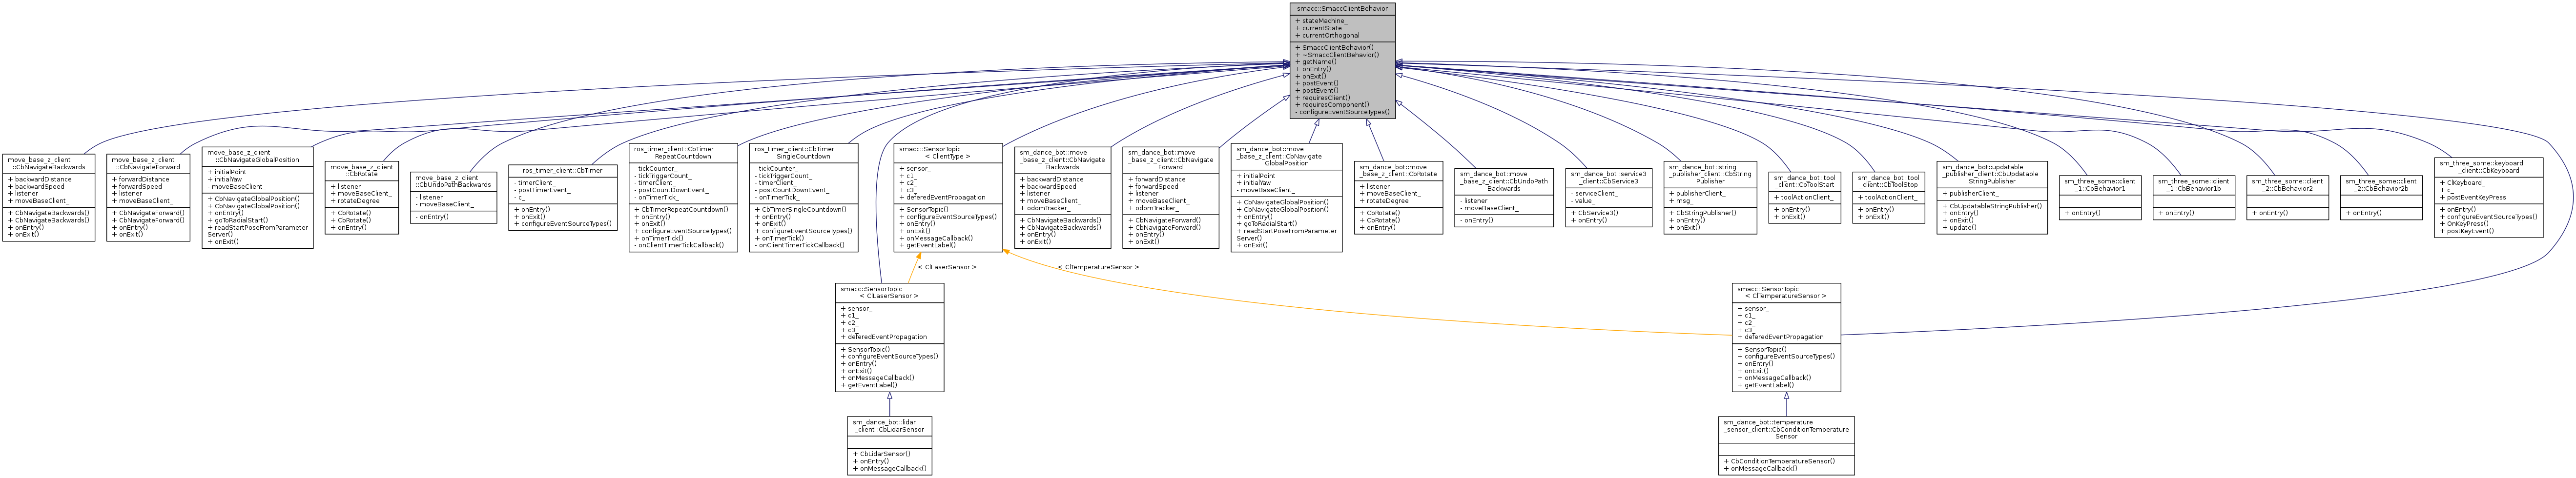 smacc::SmaccClientBehavior
+ stateMachine_
+ currentState
+ currentOrthogonal
+ SmaccClientBehavior()
+ ~SmaccClientBehavior()
+ getName()
+ onEntry()
+ onExit()
+ postEvent()
+ postEvent()
+ requiresClient()
+ requiresComponent()
- configureEventSourceTypes()
move_base_z_client
::CbNavigateBackwards
+ backwardDistance
+ backwardSpeed
+ listener
+ moveBaseClient_
+ CbNavigateBackwards()
+ CbNavigateBackwards()
+ onEntry()
+ onExit()
move_base_z_client
::CbNavigateForward
+ forwardDistance
+ forwardSpeed
+ listener
+ moveBaseClient_
+ CbNavigateForward()
+ CbNavigateForward()
+ onEntry()
+ onExit()
move_base_z_client
::CbNavigateGlobalPosition
+ initialPoint
+ initialYaw
- moveBaseClient_
+ CbNavigateGlobalPosition()
+ CbNavigateGlobalPosition()
+ onEntry()
+ goToRadialStart()
+ readStartPoseFromParameter
Server()
+ onExit()
move_base_z_client
::CbRotate
+ listener
+ moveBaseClient_
+ rotateDegree
+ CbRotate()
+ CbRotate()
+ onEntry()
move_base_z_client
::CbUndoPathBackwards
- listener
- moveBaseClient_
- onEntry()
ros_timer_client::CbTimer
- timerClient_
- postTimerEvent_
- c_
+ onEntry()
+ onExit()
+ configureEventSourceTypes()
ros_timer_client::CbTimer
RepeatCountdown
- tickCounter_
- tickTriggerCount_
- timerClient_
- postCountDownEvent_
- onTimerTick_
+ CbTimerRepeatCountdown()
+ onEntry()
+ onExit()
+ configureEventSourceTypes()
+ onTimerTick()
- onClientTimerTickCallback()
ros_timer_client::CbTimer
SingleCountdown
- tickCounter_
- tickTriggerCount_
- timerClient_
- postCountDownEvent_
- onTimerTick_
+ CbTimerSingleCountdown()
+ onEntry()
+ onExit()
+ configureEventSourceTypes()
+ onTimerTick()
- onClientTimerTickCallback()
smacc::SensorTopic
< ClientType >
+ sensor_
+ c1_
+ c2_
+ c3_
+ deferedEventPropagation
+ SensorTopic()
+ configureEventSourceTypes()
+ onEntry()
+ onExit()
+ onMessageCallback()
+ getEventLabel()
sm_dance_bot::move
_base_z_client::CbNavigate
Backwards
+ backwardDistance
+ backwardSpeed
+ listener
+ moveBaseClient_
+ odomTracker_
+ CbNavigateBackwards()
+ CbNavigateBackwards()
+ onEntry()
+ onExit()
sm_dance_bot::move
_base_z_client::CbNavigate
Forward
+ forwardDistance
+ forwardSpeed
+ listener
+ moveBaseClient_
+ odomTracker_
+ CbNavigateForward()
+ CbNavigateForward()
+ onEntry()
+ onExit()
sm_dance_bot::move
_base_z_client::CbNavigate
GlobalPosition
+ initialPoint
+ initialYaw
- moveBaseClient_
+ CbNavigateGlobalPosition()
+ CbNavigateGlobalPosition()
+ onEntry()
+ goToRadialStart()
+ readStartPoseFromParameter
Server()
+ onExit()
sm_dance_bot::move
_base_z_client::CbRotate
+ listener
+ moveBaseClient_
+ rotateDegree
+ CbRotate()
+ CbRotate()
+ onEntry()
sm_dance_bot::move
_base_z_client::CbUndoPath
Backwards
- listener
- moveBaseClient_
- onEntry()
sm_dance_bot::service3
_client::CbService3
- serviceClient_
- value_
+ CbService3()
+ onEntry()
sm_dance_bot::string
_publisher_client::CbString
Publisher
+ publisherClient_
+ msg_
+ CbStringPublisher()
+ onEntry()
+ onExit()
sm_dance_bot::tool
_client::CbToolStart
+ toolActionClient_
+ onEntry()
+ onExit()
sm_dance_bot::tool
_client::CbToolStop
+ toolActionClient_
+ onEntry()
+ onExit()
sm_dance_bot::updatable
_publisher_client::CbUpdatable
StringPublisher
+ publisherClient_
+ CbUpdatableStringPublisher()
+ onEntry()
+ onExit()
+ update()
sm_three_some::client
_1::CbBehavior1
+ onEntry()
sm_three_some::client
_1::CbBehavior1b
+ onEntry()
sm_three_some::client
_2::CbBehavior2
+ onEntry()
sm_three_some::client
_2::CbBehavior2b
+ onEntry()
sm_three_some::keyboard
_client::CbKeyboard
+ ClKeyboard_
+ c_
+ postEventKeyPress
+ onEntry()
+ configureEventSourceTypes()
+ OnKeyPress()
+ postKeyEvent()
< ClLaserSensor >
< ClTemperatureSensor >
smacc::SensorTopic
< ClLaserSensor >
+ sensor_
+ c1_
+ c2_
+ c3_
+ deferedEventPropagation
+ SensorTopic()
+ configureEventSourceTypes()
+ onEntry()
+ onExit()
+ onMessageCallback()
+ getEventLabel()
smacc::SensorTopic
< ClTemperatureSensor >
+ sensor_
+ c1_
+ c2_
+ c3_
+ deferedEventPropagation
+ SensorTopic()
+ configureEventSourceTypes()
+ onEntry()
+ onExit()
+ onMessageCallback()
+ getEventLabel()
sm_dance_bot::lidar
_client::CbLidarSensor
+ CbLidarSensor()
+ onEntry()
+ onMessageCallback()
sm_dance_bot::temperature
_sensor_client::CbConditionTemperature
Sensor
+ CbConditionTemperatureSensor()
+ onMessageCallback()